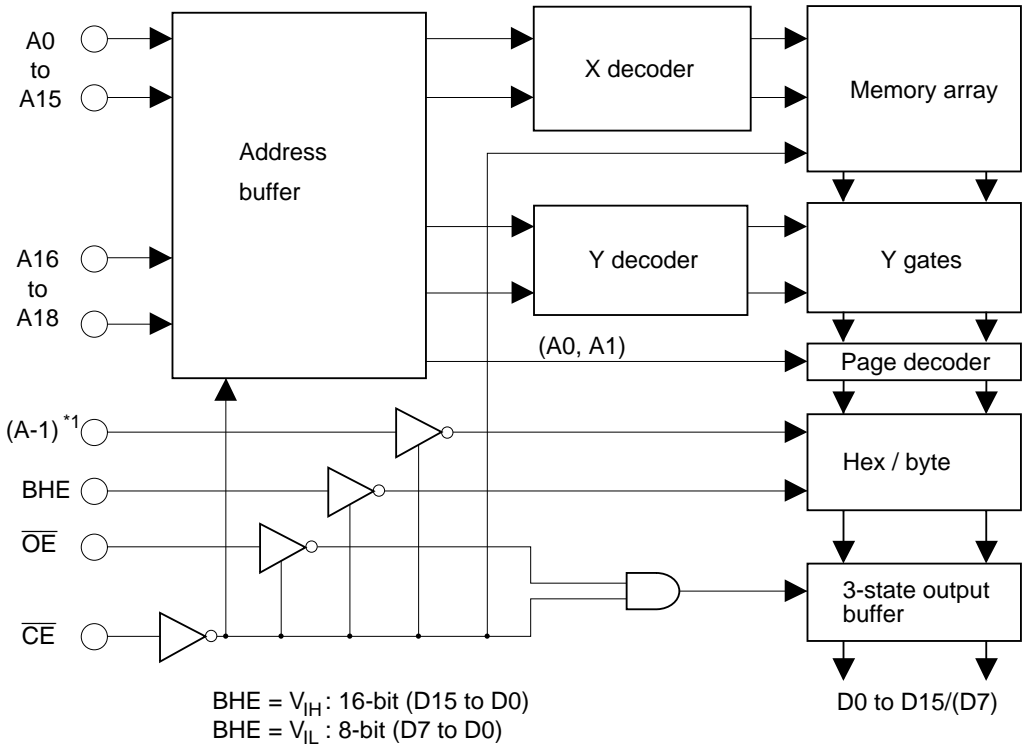 A0
to
A15
A16
to
A18
Address
buffer
X decoder
Memory array
Y decoder
Y gates
(A0, A1)
Page decoder
(A-1) *1
BHE
Hex / byte
O̅E̅
C̅E̅
3-state output
buffer
BHE = VIH : 16-bit (D15 to D0)
BHE = VIL : 8-bit (D7 to D0)
D0 to D15/(D7)